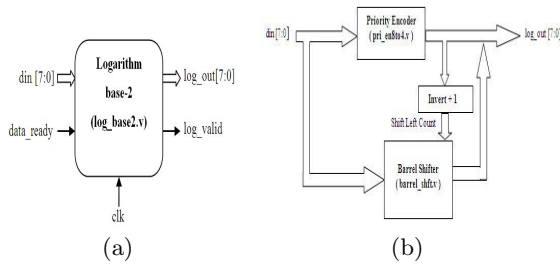 Logarithm
base-2
(log_base2.v)
din [7:0]
data_ready
log_out[7:0]
log_valid
clk
(a)
din [7:0]
Priority Encoder
( pri_en8to4.v )
log_out [7:0]
Invert + 1
Shift Left Count
Barrel Shifter
( barrel_shft.v )
(b)